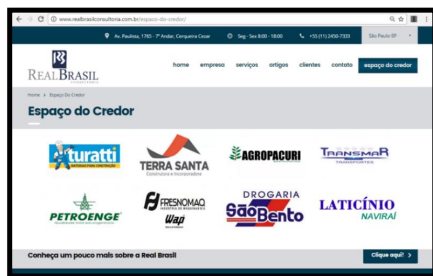 www.realbrasilconsultoria.com.br/espaco-do-credor/
Av. Paulista, 1765 - 7º Andar, Cerqueira Cesar
Seg - Sex 8.00 - 18.00
+55 (11) 2450-7333
São Paulo SP
REAL BRASIL
home empresa serviços artigos clientes contato espaço do credor
Home > Espaço Do Credor
Espaço do Credor
turatti
TERRA SANTA
Construtora e Incorporadora
AGROPACURI
TRANSMAR
TRANSPORTES
PETROENGE
FRESNOMAQ
Wap
DROGARIA
São Bento
LATICÍNIO
NAVIRAÍ
Conheça um pouco mais sobre a Real Brasil
Clique aqui! >